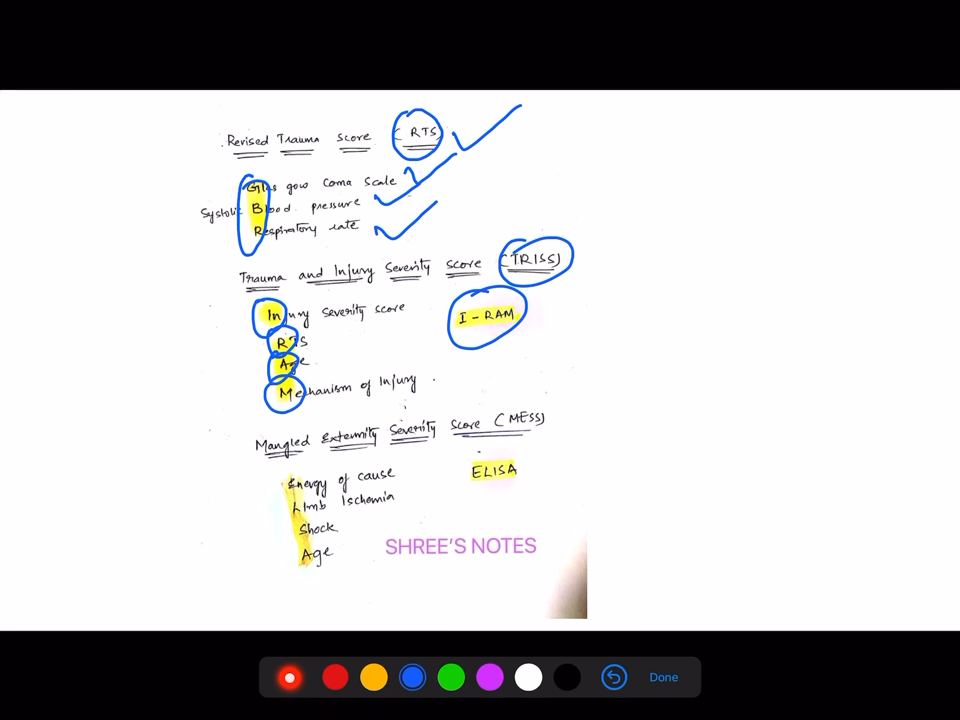 Revised Trauma Score (RTS)
Glasgow Coma Scale
Systolic Blood pressure
Respiratory rate
Trauma and Injury Severity Score (TRISS)
Injury Severity score
I - RAM
RTS
Age
Mechanism of Injury
Mangled Extermity Severity Score (MESS)
Energy of cause
ELISA
Limb Ischemia
Shock
Age
SHREE'S NOTES
Done